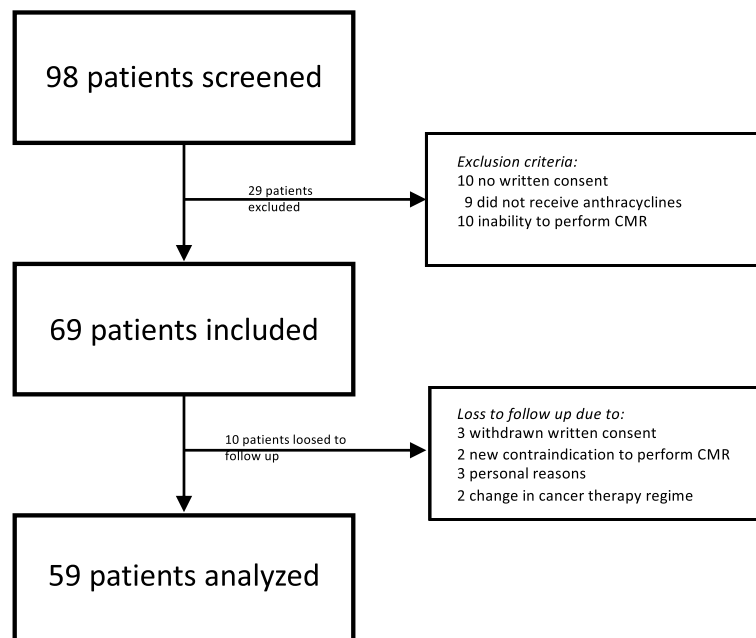 98 patients screened
29 patients
excluded
Exclusion criteria:
10 no written consent
9 did not receive anthracyclines
10 inability to perform CMR
69 patients included
10 patients loosed to
follow up
Loss to follow up due to:
3 withdrawn written consent
2 new contraindication to perform CMR
3 personal reasons
2 change in cancer therapy regime
59 patients analyzed